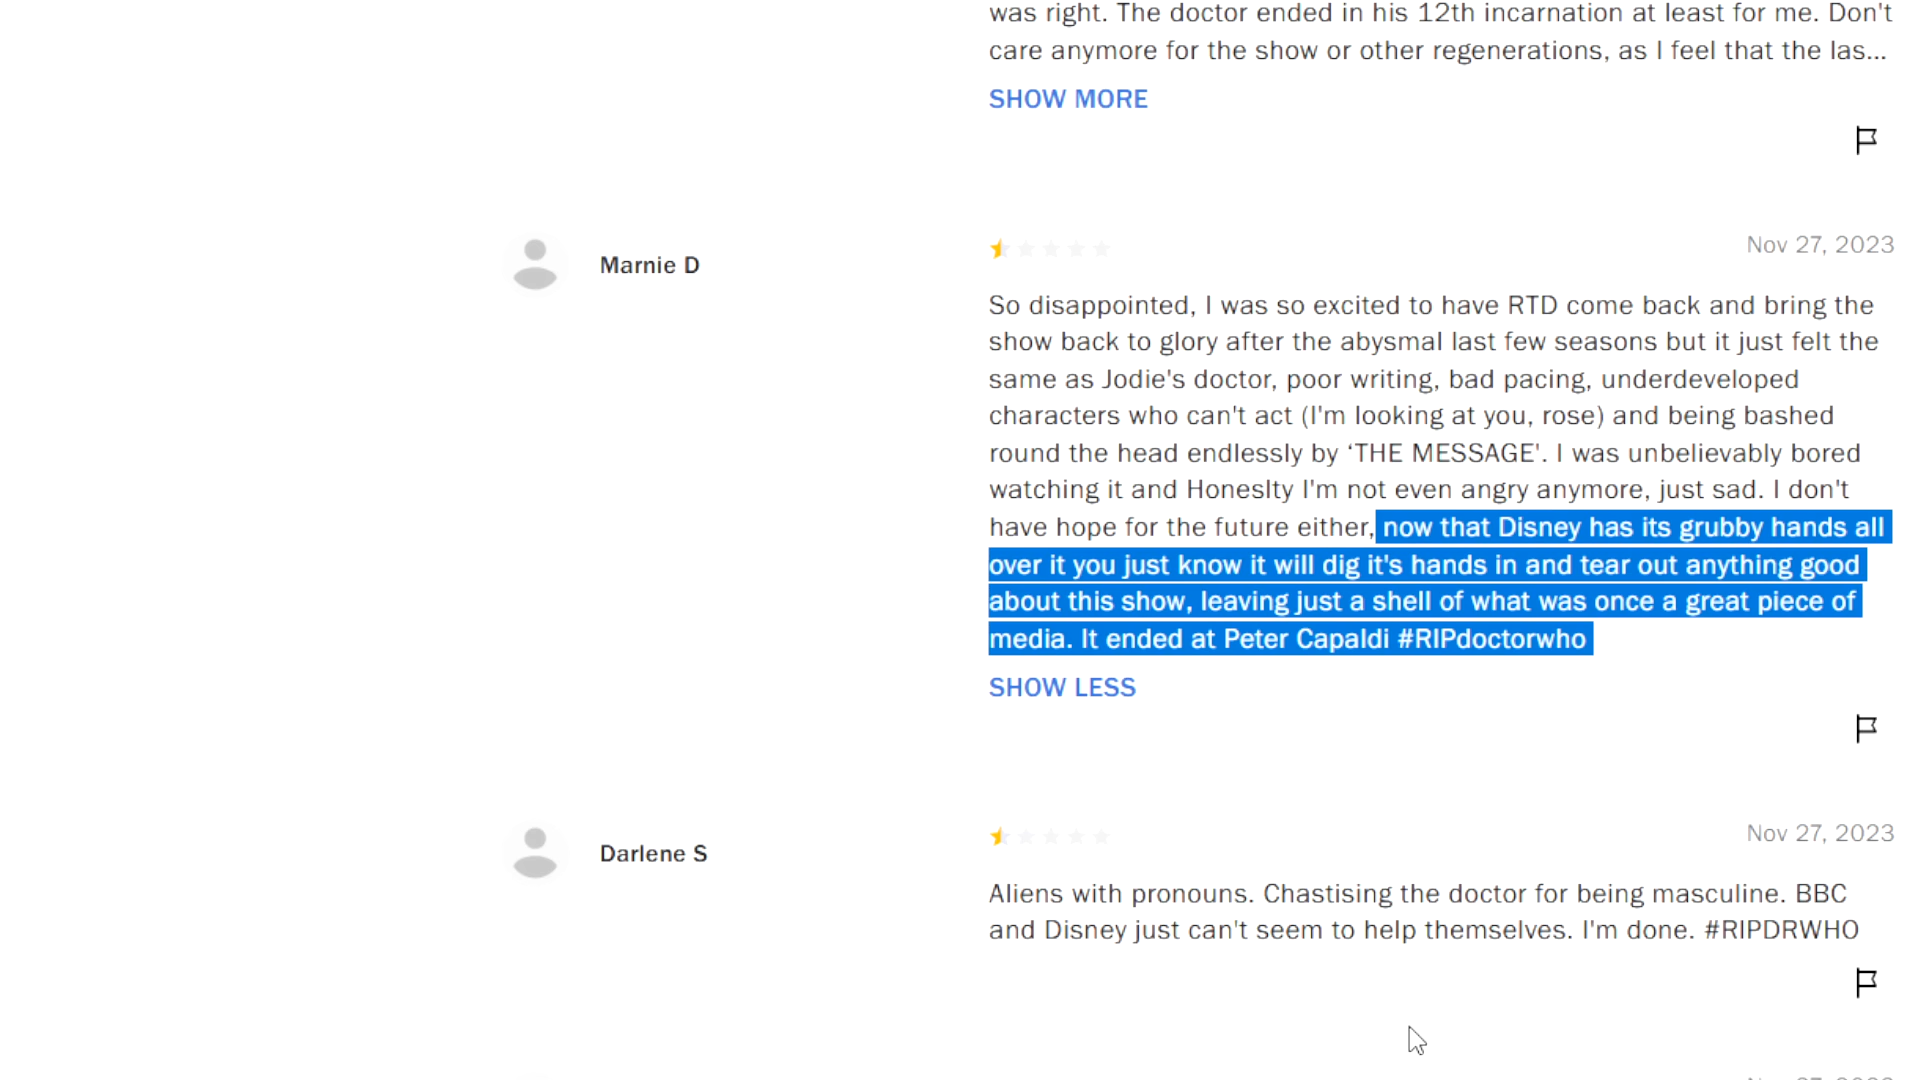 was right. The doctor ended in his 12th incarnation at least for me. Don't
care anymore for the show or other regenerations, as I feel that the las...
SHOW MORE
Marnie D
Nov 27, 2023
So disappointed, I was so excited to have RTD come back and bring the
show back to glory after the abysmal last few seasons but it just felt the
same as Jodie's doctor, poor writing, bad pacing, underdeveloped
characters who can't act (I'm looking at you, rose) and being bashed
round the head endlessly by ‘THE MESSAGE'. I was unbelievably bored
watching it and Honeslty I'm not even angry anymore, just sad. I don't
have hope for the future either, now that Disney has its grubby hands all
over it you just know it will dig it's hands in and tear out anything good
about this show, leaving just a shell of what was once a great piece of
media. It ended at Peter Capaldi #RIPdoctorwho
SHOW LESS
Darlene S
Nov 27, 2023
Aliens with pronouns. Chastising the doctor for being masculine. BBC
and Disney just can't seem to help themselves. I'm done. #RIPDRWHO